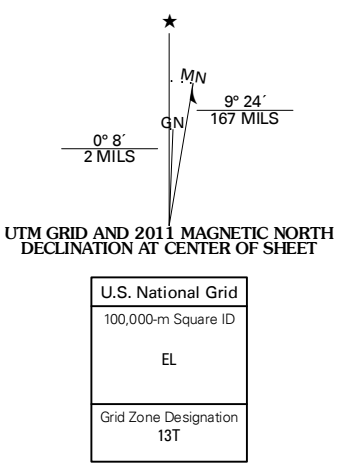 ★
MN
9° 24´
167 MILS
GN
0° 8´
2 MILS
UTM GRID AND 2011 MAGNETIC NORTH
DECLINATION AT CENTER OF SHEET
U.S. National Grid
100,000-m Square ID
EL
Grid Zone Designation
13T